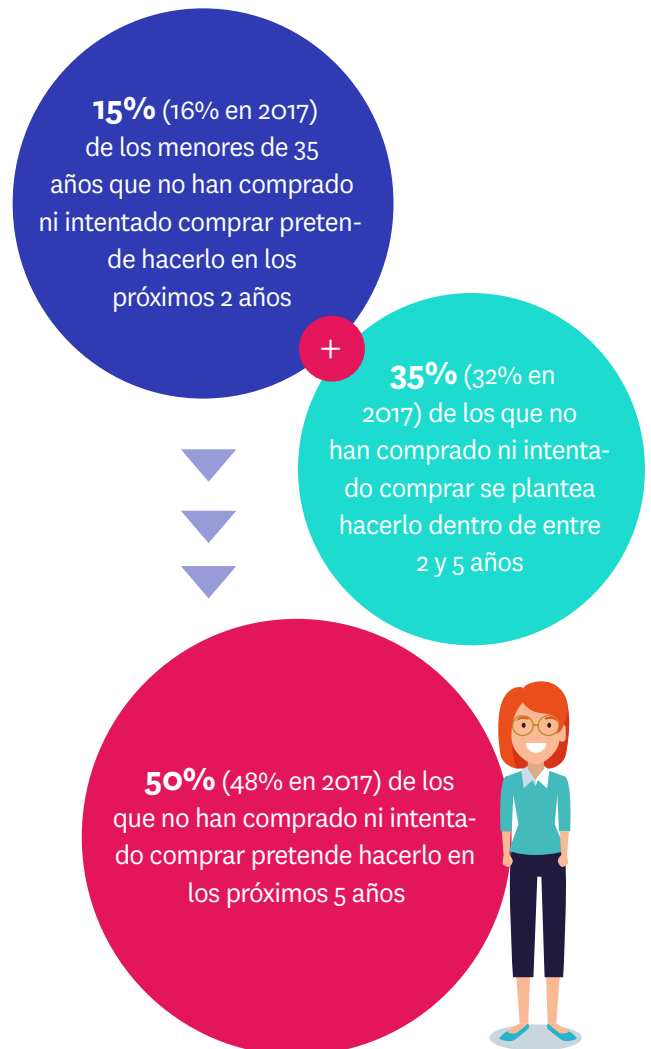 15% (16% en 2017)
de los menores de 35
años que no han comprado
ni intentado comprar preten-
de hacerlo en los
próximos 2 años
+
35% (32% en
2017) de los que no
han comprado ni intenta-
do comprar se plantea
hacerlo dentro de entre
2 y 5 años
50% (48% en 2017) de los
que no han comprado ni intenta-
do comprar pretende hacerlo en
los próximos 5 años